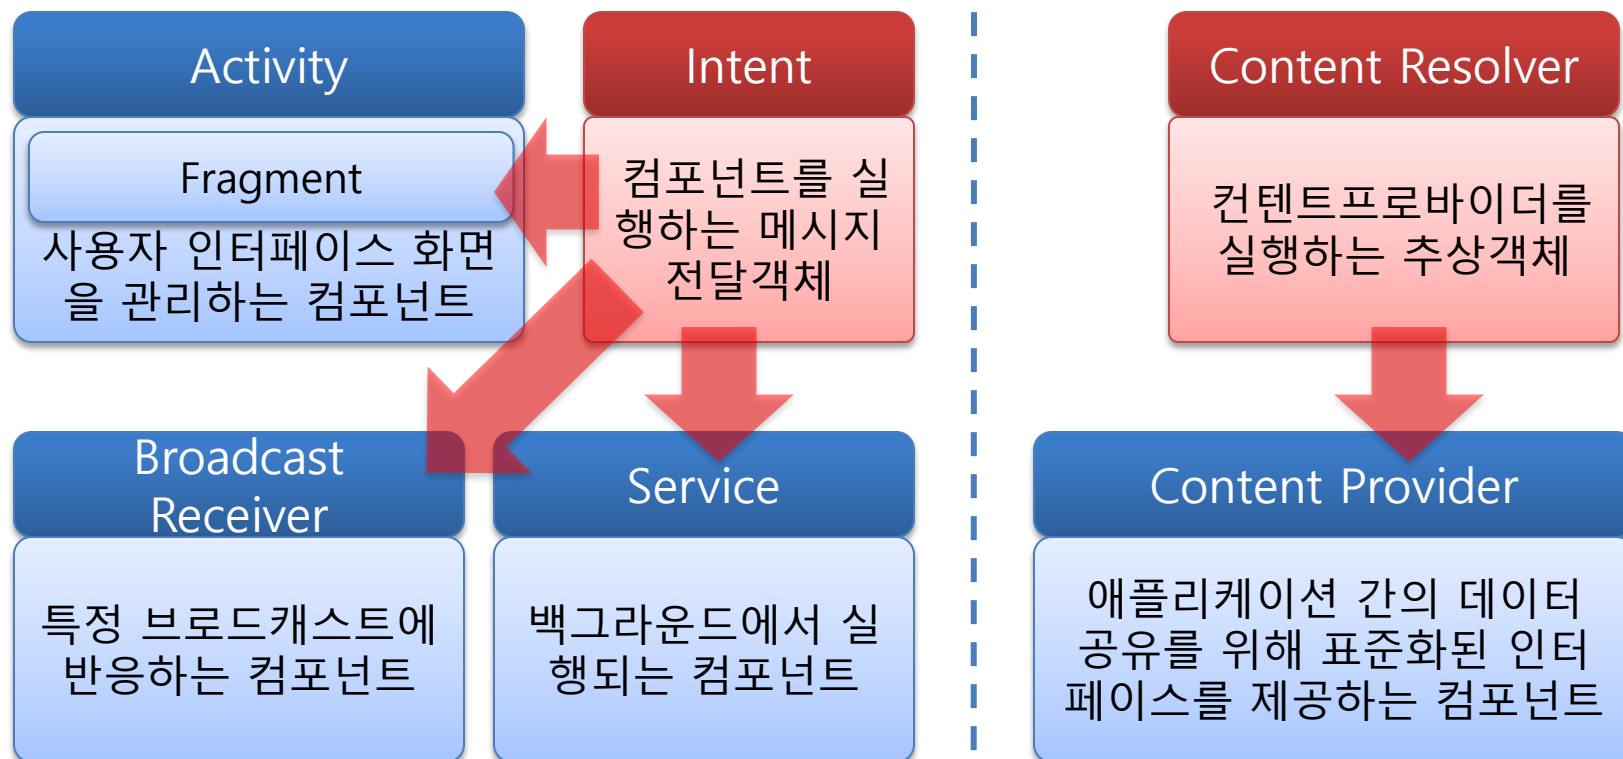 Activity
Fragment
사용자 인터페이스 화면
을 관리하는 컴포넌트
Intent
컴포넌트를 실
행하는 메시지
전달객체
Content Resolver
컨텐트프로바이더를
실행하는 추상객체
Broadcast
Receiver
특정 브로드캐스트에
반응하는 컴포넌트
Service
백그라운드에서 실
행되는 컴포넌트
Content Provider
애플리케이션 간의 데이터
공유를 위해 표준화된 인터
페이스를 제공하는 컴포넌트